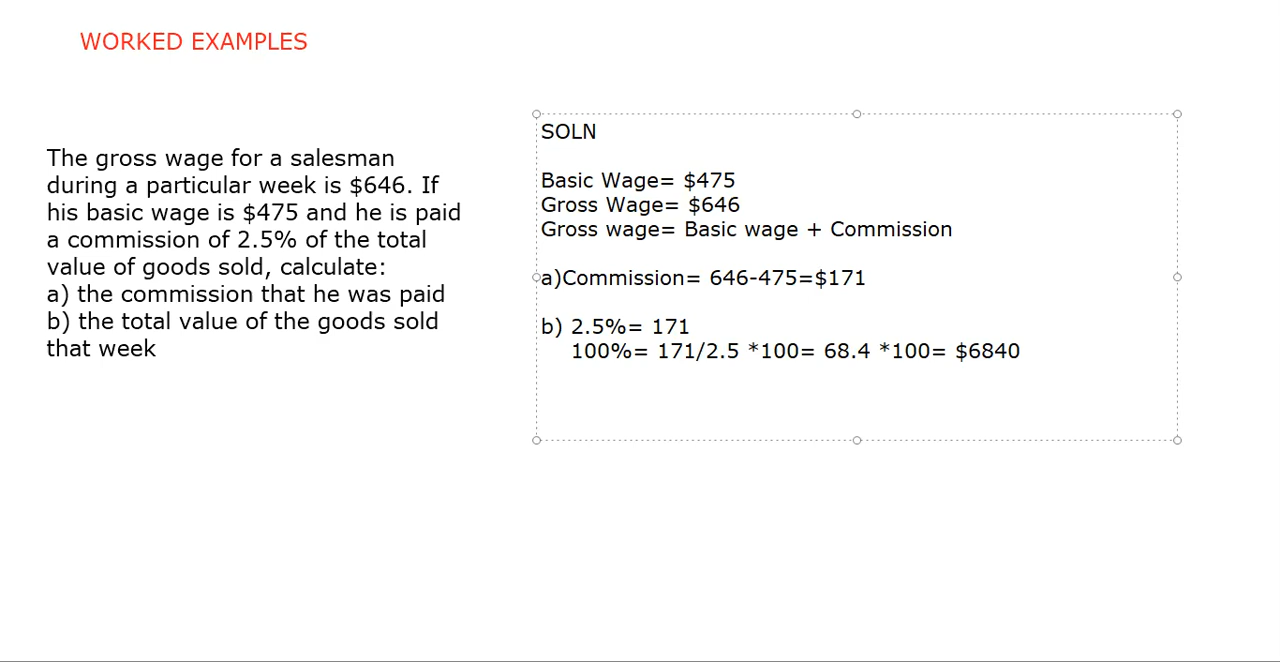 WORKED EXAMPLES
The gross wage for a salesman
during a particular week is $646. If
his basic wage is $475 and he is paid
a commission of 2.5% of the total
value of goods sold, calculate:
a) the commission that he was paid
b) the total value of the goods sold
that week
SOLN
Basic Wage= $475
Gross Wage= $646
Gross wage= Basic wage + Commission
a)Commission= 646-475=$171
b) 2.5%= 171
100%= 171/2.5 *100= 68.4 *100= $6840